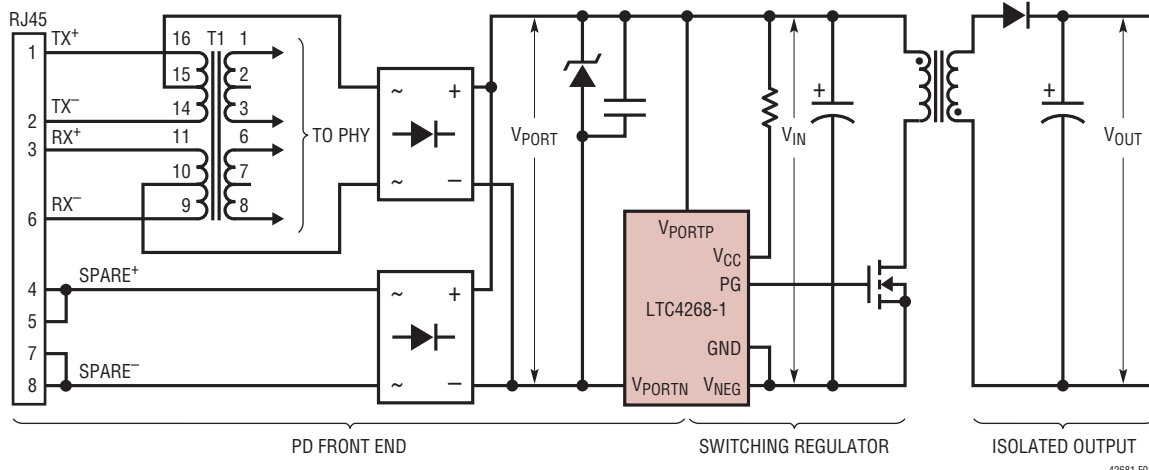 RJ45
1 TX+ 16 T1 1
15 2
2 TX− 14 3
3 RX+ 11 6
10 7
6 RX− 9 8
TO PHY
~ +
~ −
4 SPARE+
5
7
8 SPARE−
~ +
~ −
VPORT
VPORTP
VCC
PG
LTC4268-1
GND
VPORTN VNEG
VIN
+
+
VOUT
PD FRONT END SWITCHING REGULATOR ISOLATED OUTPUT